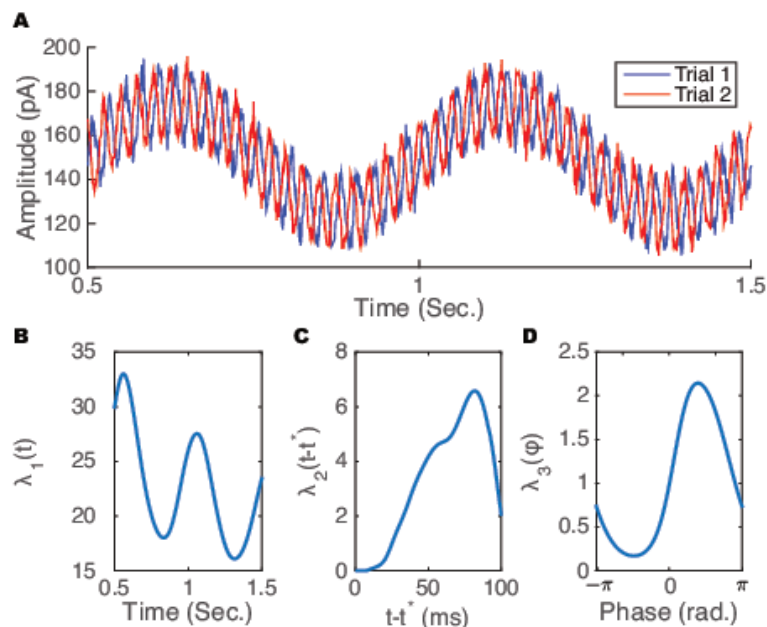 A
Amplitude (pA)
200
180
160
140
120
100
Trial 1
Trial 2
0.5
1
1.5
Time (Sec.)
B
λ₁(t)
35
30
25
20
15
0.5
1
1.5
Time (Sec.)
C
λ₂(t-t*)
8
6
4
2
0
0
50
100
t-t* (ms)
D
λ₃(φ)
2.5
2
1.5
1
0.5
0
−π
0
π
Phase (rad.)